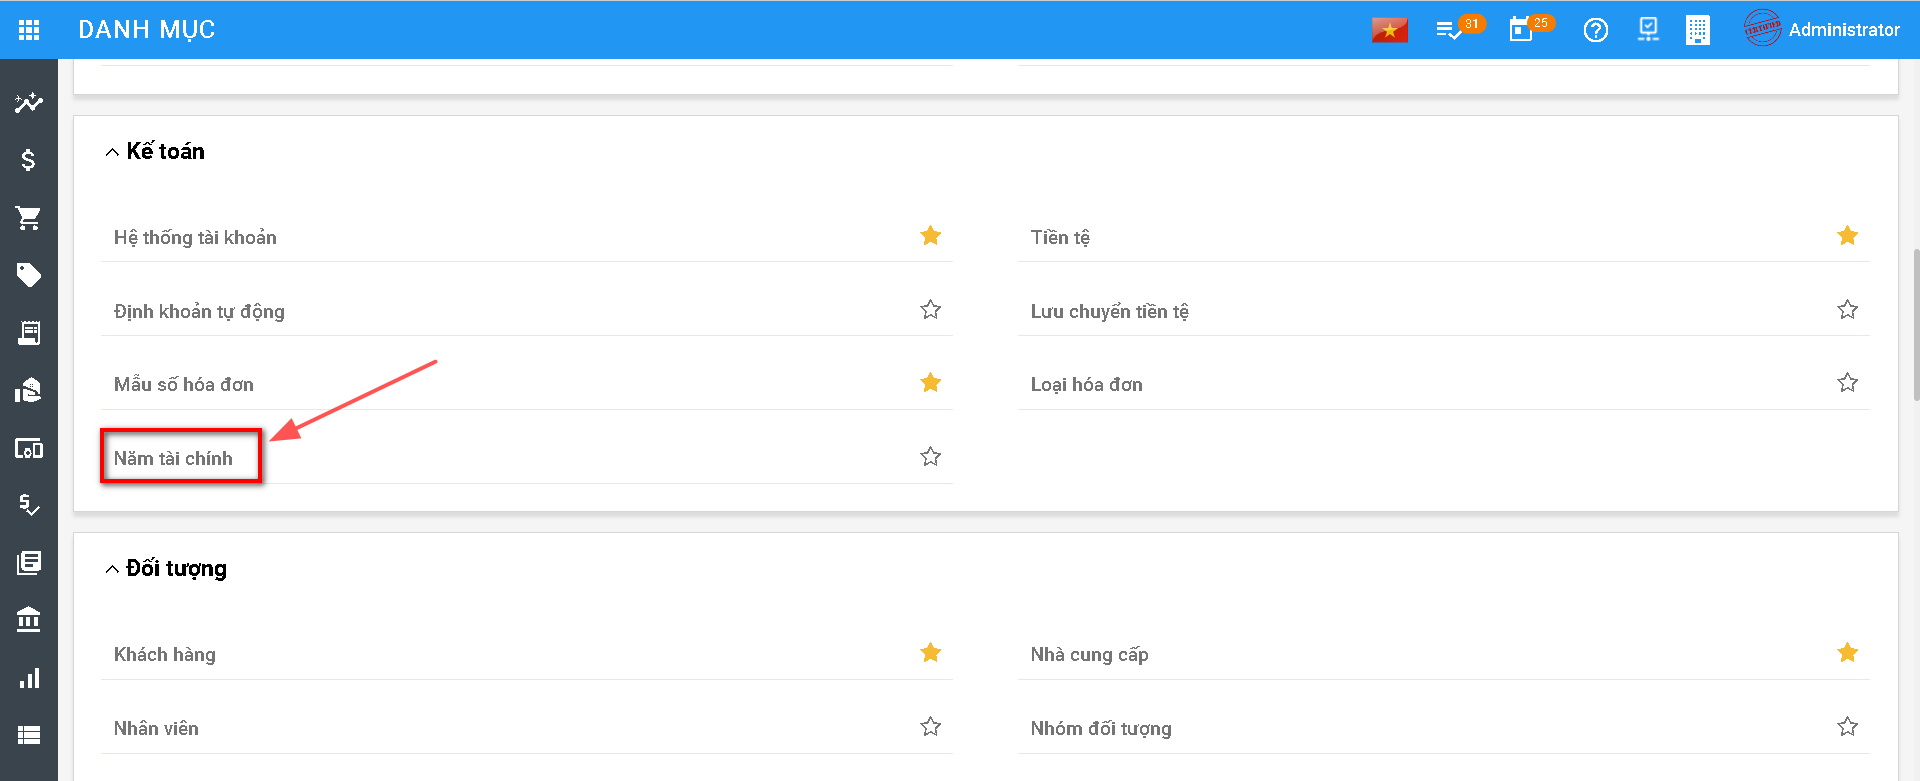 DANH MỤC
31
25
CERTIFIED
Administrator
Kế toán
Hệ thống tài khoản
Tiền tệ
Định khoản tự động
Lưu chuyển tiền tệ
Mẫu số hóa đơn
Loại hóa đơn
Năm tài chính
Đối tượng
Khách hàng
Nhà cung cấp
Nhân viên
Nhóm đối tượng